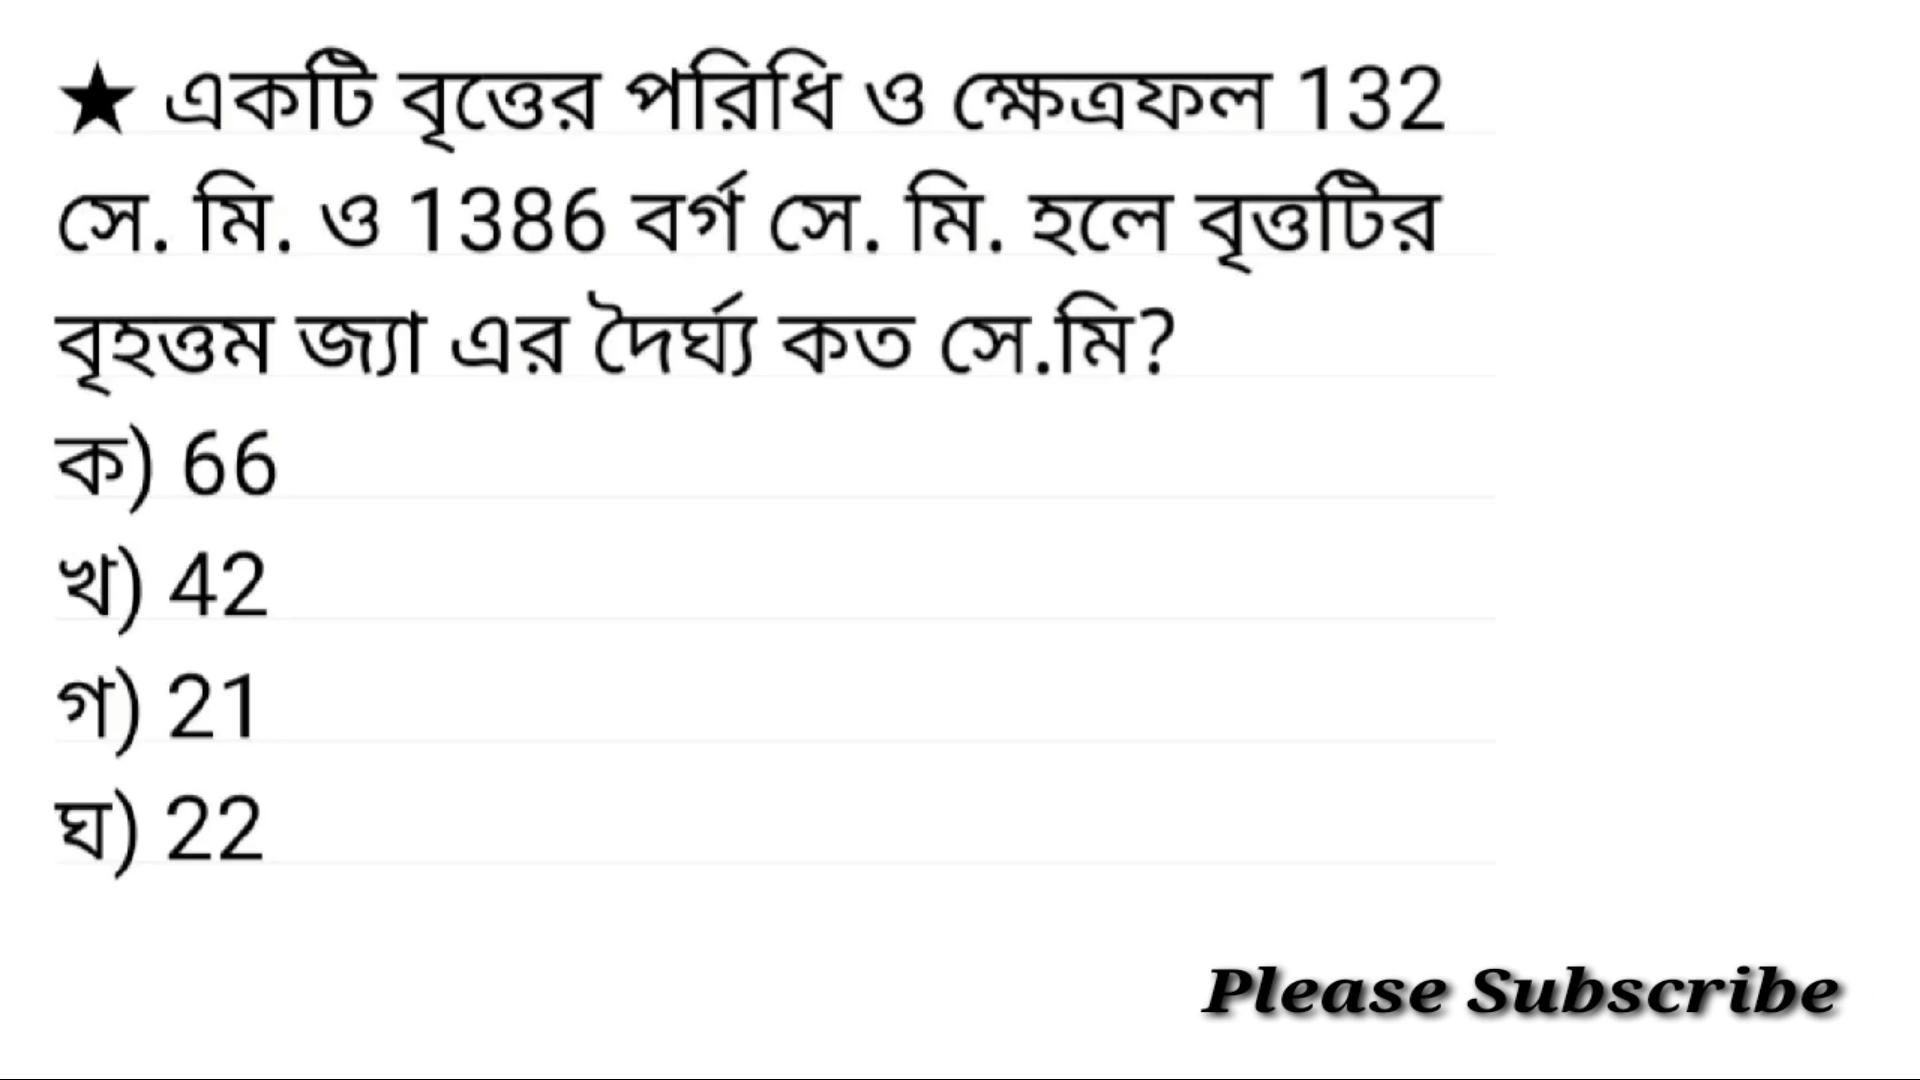 ★ একটি বৃত্তের পরিধি ও ক্ষেত্রফল 132
সে. মি. ও 1386 বর্গ সে. মি. হলে বৃত্তটির
বৃহত্তম জ্যা এর দৈর্ঘ্য কত সে.মি?
ক) 66
খ) 42
গ) 21
ঘ) 22
Please Subscribe